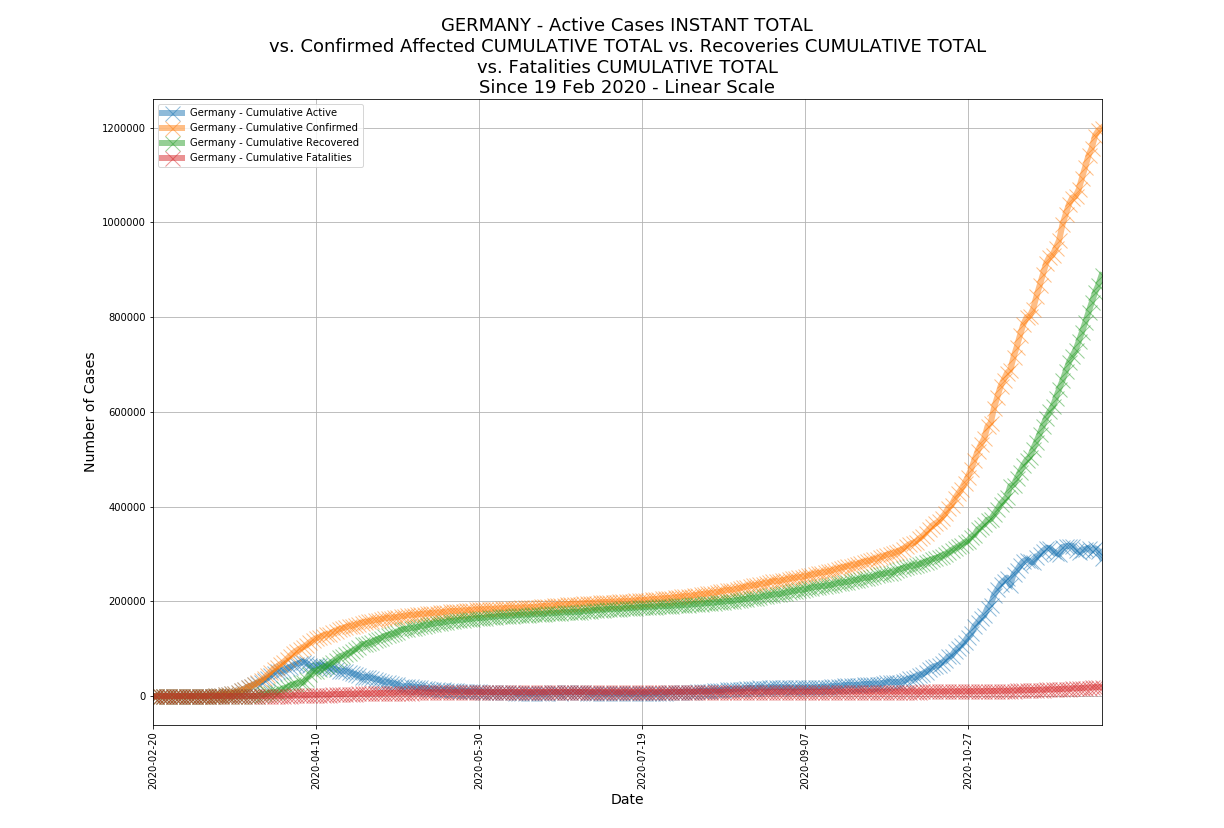 GERMANY - Active Cases INSTANT TOTAL
vs. Confirmed Affected CUMULATIVE TOTAL vs. Recoveries CUMULATIVE TOTAL
vs. Fatalities CUMULATIVE TOTAL
Since 19 Feb 2020 - Linear Scale
Germany - Cumulative Active
Germany - Cumulative Confirmed
Germany - Cumulative Recovered
Germany - Cumulative Fatalities
1200000
1000000
800000
600000
400000
200000
0
Number of Cases
2020-02-20
2020-04-10
2020-05-30
2020-07-19
2020-09-07
2020-10-27
Date